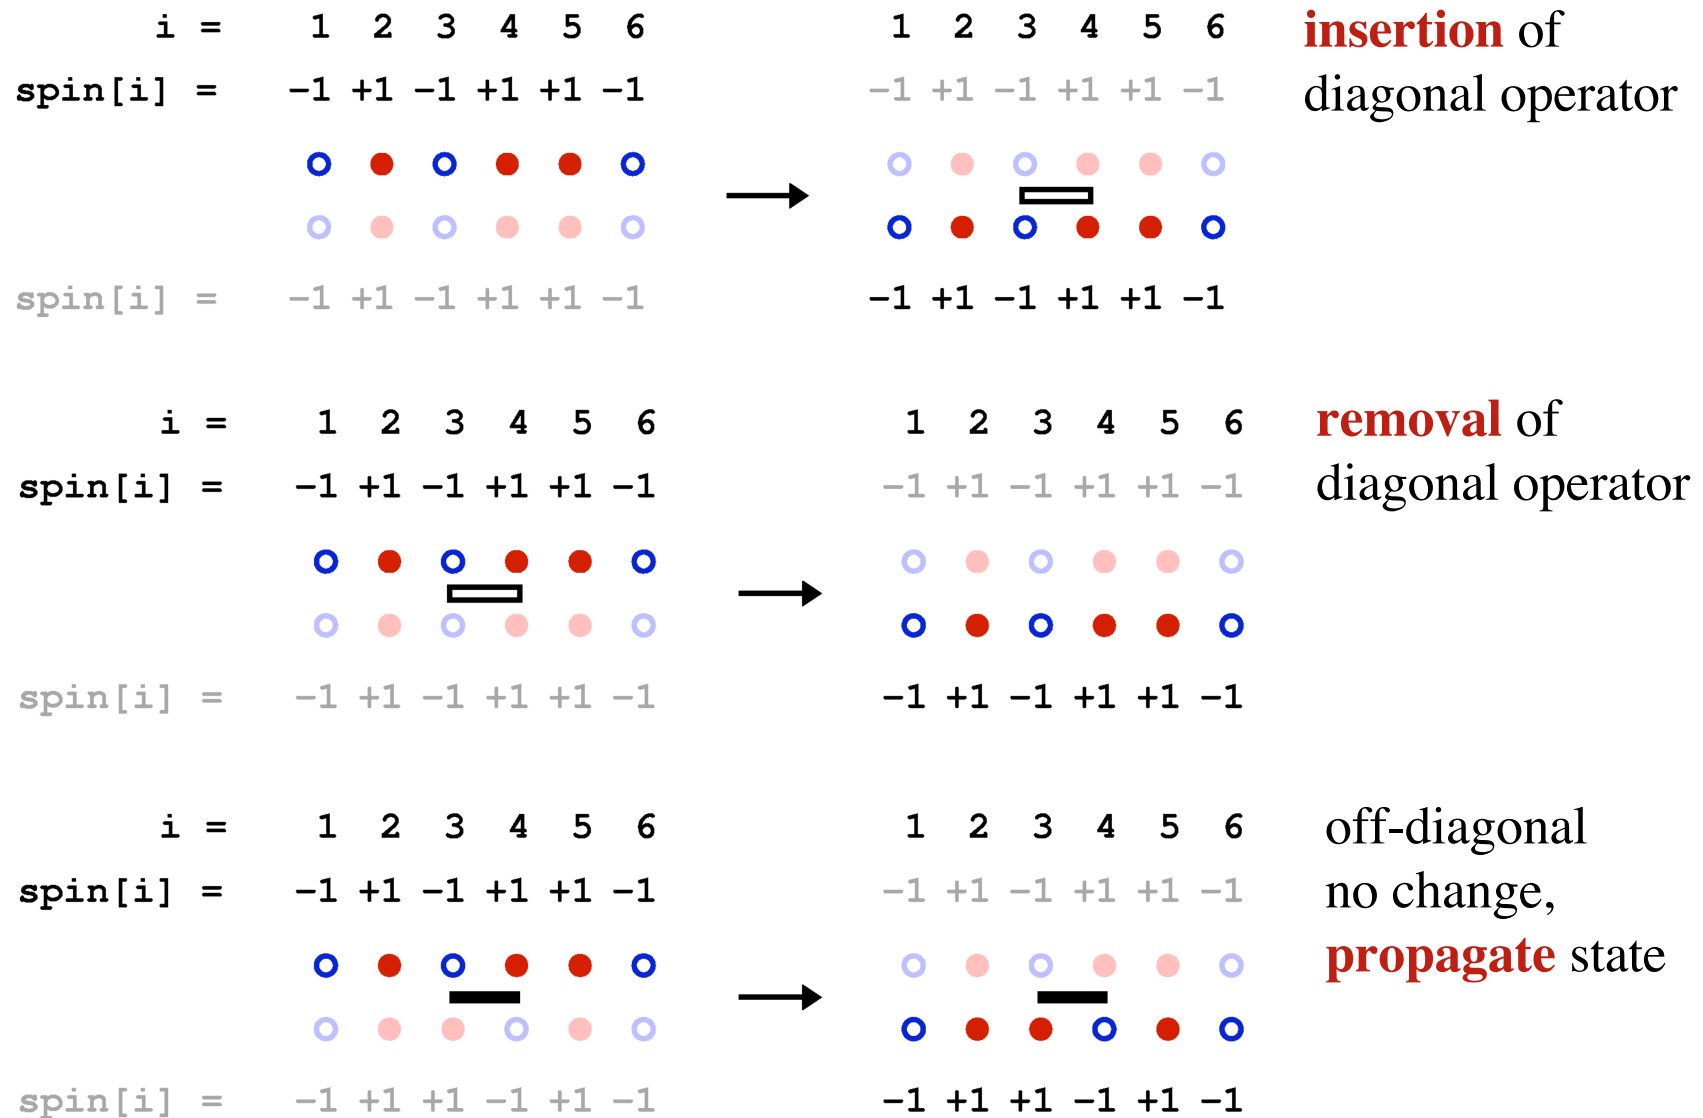 i = 1 2 3 4 5 6 1 2 3 4 5 6 insertion of
spin[i] = −1 +1 −1 +1 +1 −1 −1 +1 −1 +1 +1 −1 diagonal operator
spin[i] = −1 +1 −1 +1 +1 −1 −1 +1 −1 +1 +1 −1
i = 1 2 3 4 5 6 1 2 3 4 5 6 removal of
spin[i] = −1 +1 −1 +1 +1 −1 −1 +1 −1 +1 +1 −1 diagonal operator
spin[i] = −1 +1 −1 +1 +1 −1 −1 +1 −1 +1 +1 −1
i = 1 2 3 4 5 6 1 2 3 4 5 6 off-diagonal
spin[i] = −1 +1 −1 +1 +1 −1 −1 +1 −1 +1 +1 −1 no change,
propagate state
spin[i] = −1 +1 +1 −1 +1 −1 −1 +1 +1 −1 +1 −1